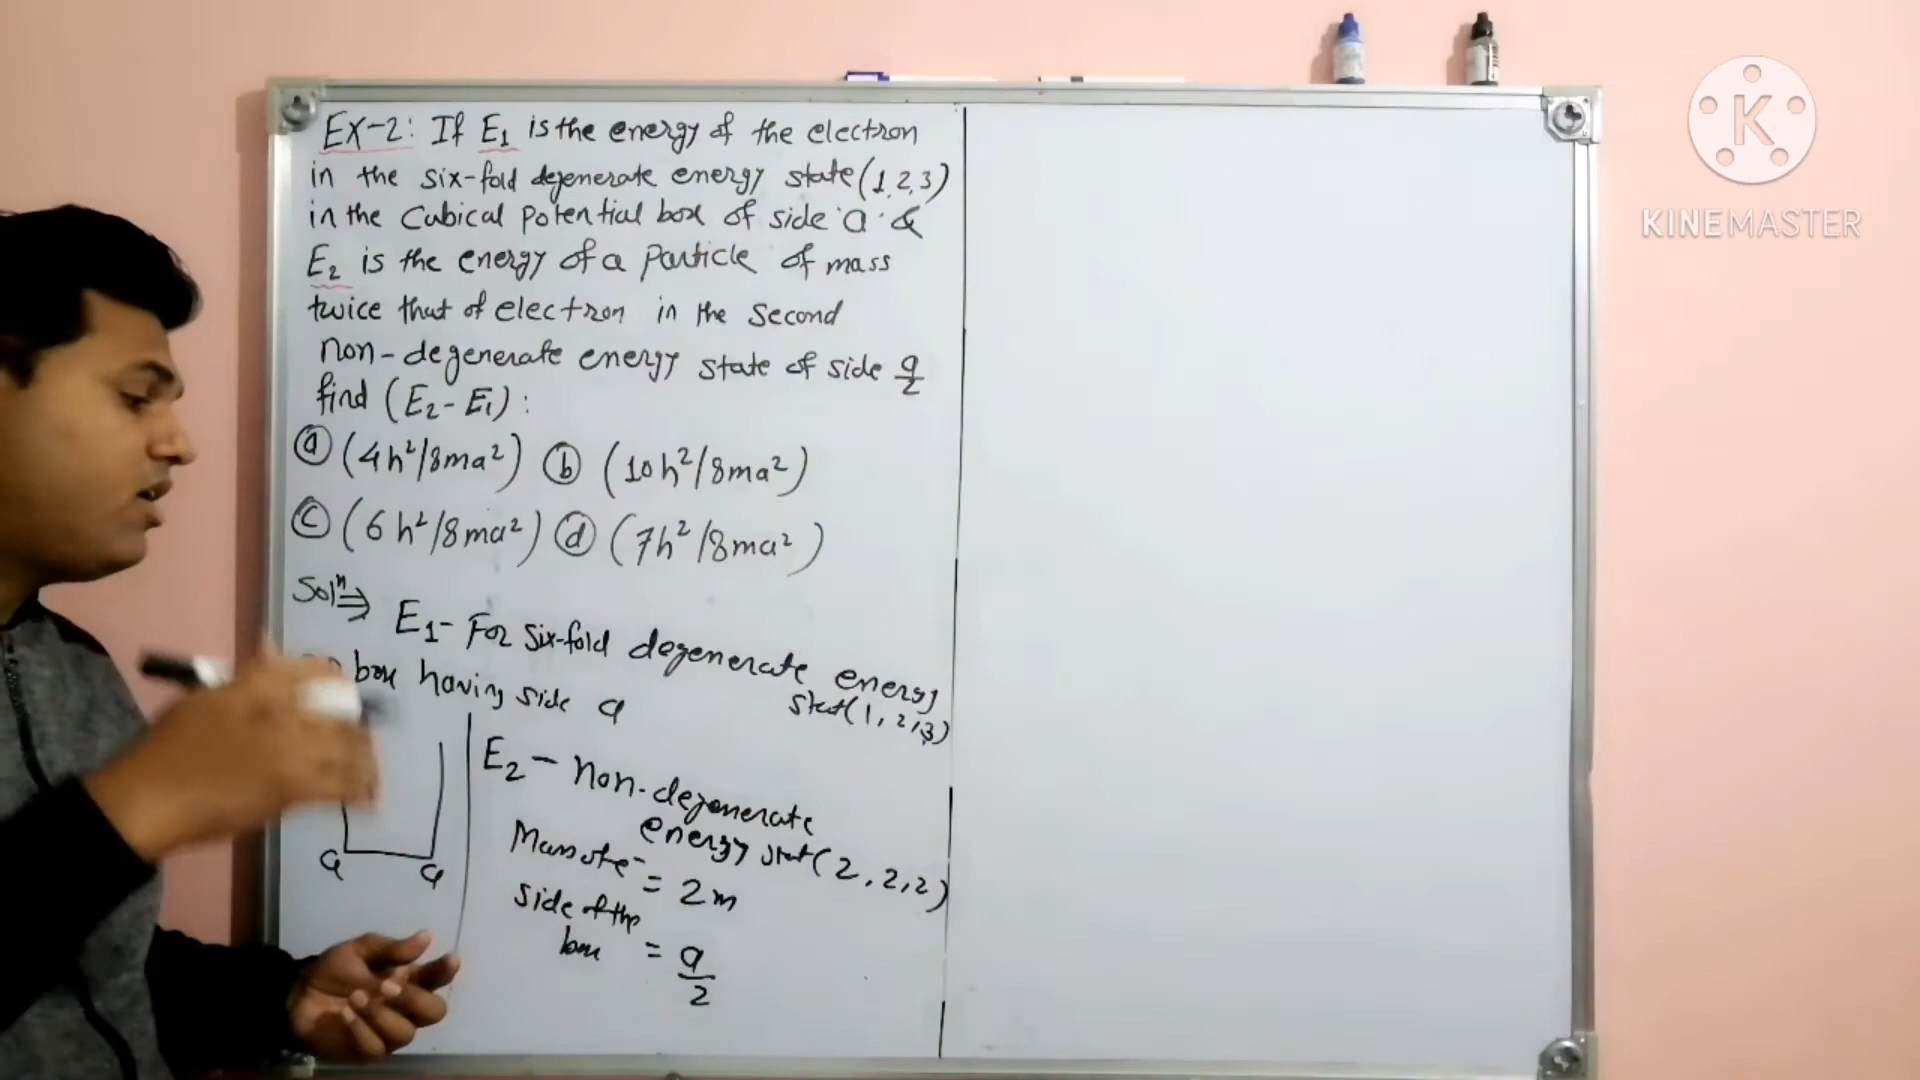 Ex-2: If E₁ is the energy of the electron
in the six-fold degenerate energy state (1,2,3)
in the Cubical potential box of side 'a' &
E₂ is the energy of a particle of mass
twice that of electron in the second
non-degenerate energy state of side a/2
find (E₂-E₁):
ⓐ (4h²/8ma²) ⓑ (10h²/8ma²)
ⓒ (6h²/8ma²) ⓓ (7h²/8ma²)
Solⁿ⇒
E₁- For six-fold degenerate energy
stat(1,2,3)
box having side a
a a
E₂ - non-degenerate
energy stat(2,2,2)
Mass of e⁻ = 2m
side of the
box = a/2
K
KINEMASTER